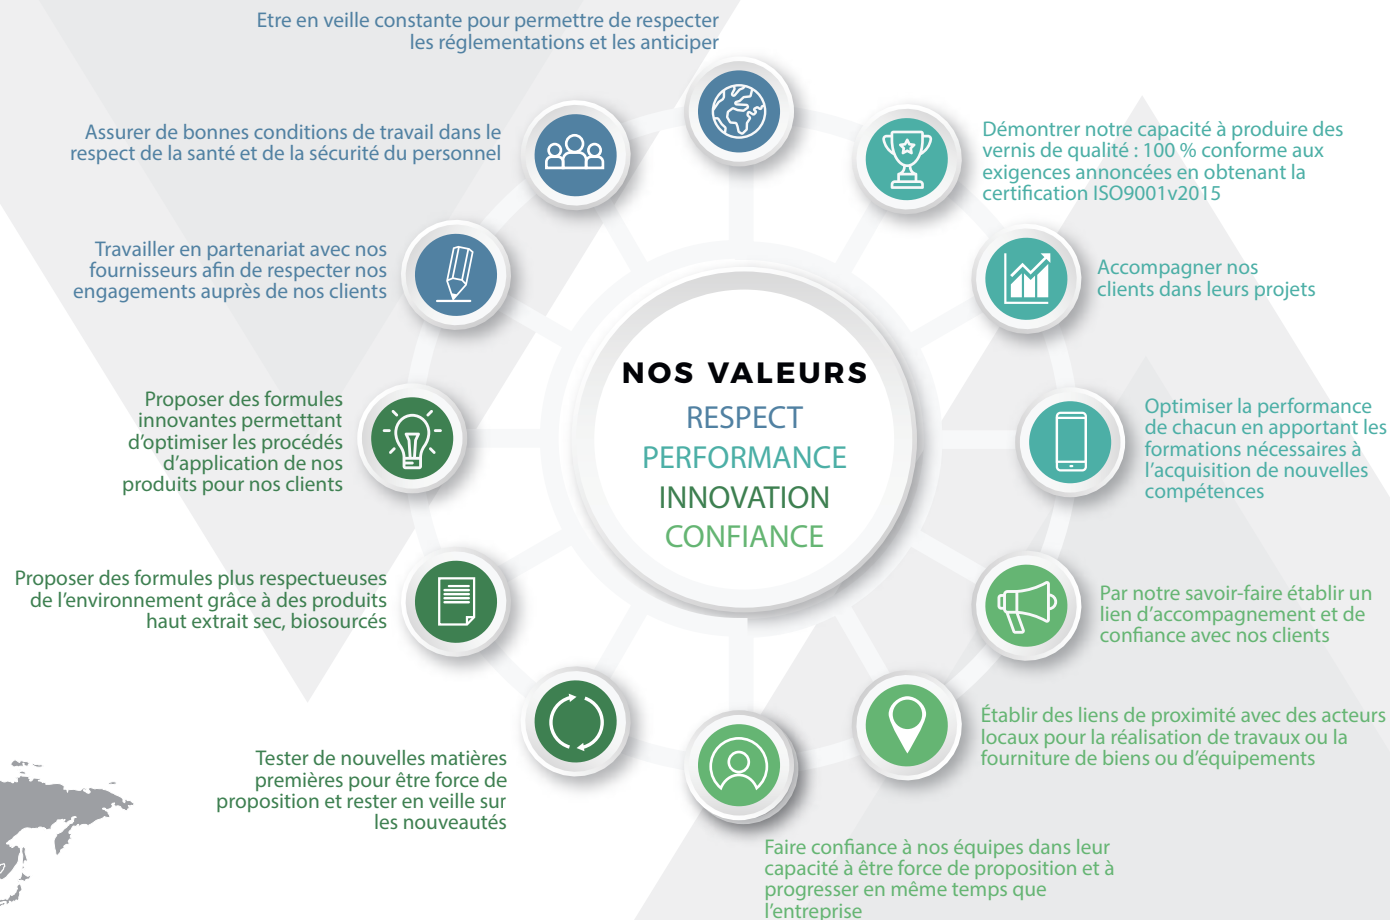 Etre en veille constante pour permettre de respecter
les réglementations et les anticiper
Assurer de bonnes conditions de travail dans le
respect de la santé et de la sécurité du personnel
Travailler en partenariat avec nos
fournisseurs afin de respecter nos
engagements auprès de nos clients
Proposer des formules
innovantes permettant
d’optimiser les procédés
d’application de nos
produits pour nos clients
Proposer des formules plus respectueuses
de l’environnement grâce à des produits
haut extrait sec, biosourcés
Tester de nouvelles matières
premières pour être force de
proposition et rester en veille sur
les nouveautés
NOS VALEURS
RESPECT
PERFORMANCE
INNOVATION
CONFIANCE
Démontrer notre capacité à produire des
vernis de qualité : 100 % conforme aux
exigences annoncées en obtenant la
certification ISO9001v2015
Accompagner nos
clients dans leurs projets
Optimiser la performance
de chacun en apportant les
formations nécessaires à
l’acquisition de nouvelles
compétences
Par notre savoir-faire établir un
lien d’accompagnement et de
confiance avec nos clients
Établir des liens de proximité avec des acteurs
locaux pour la réalisation de travaux ou la
fourniture de biens ou d’équipements
Faire confiance à nos équipes dans leur
capacité à être force de proposition et à
progresser en même temps que
l’entreprise